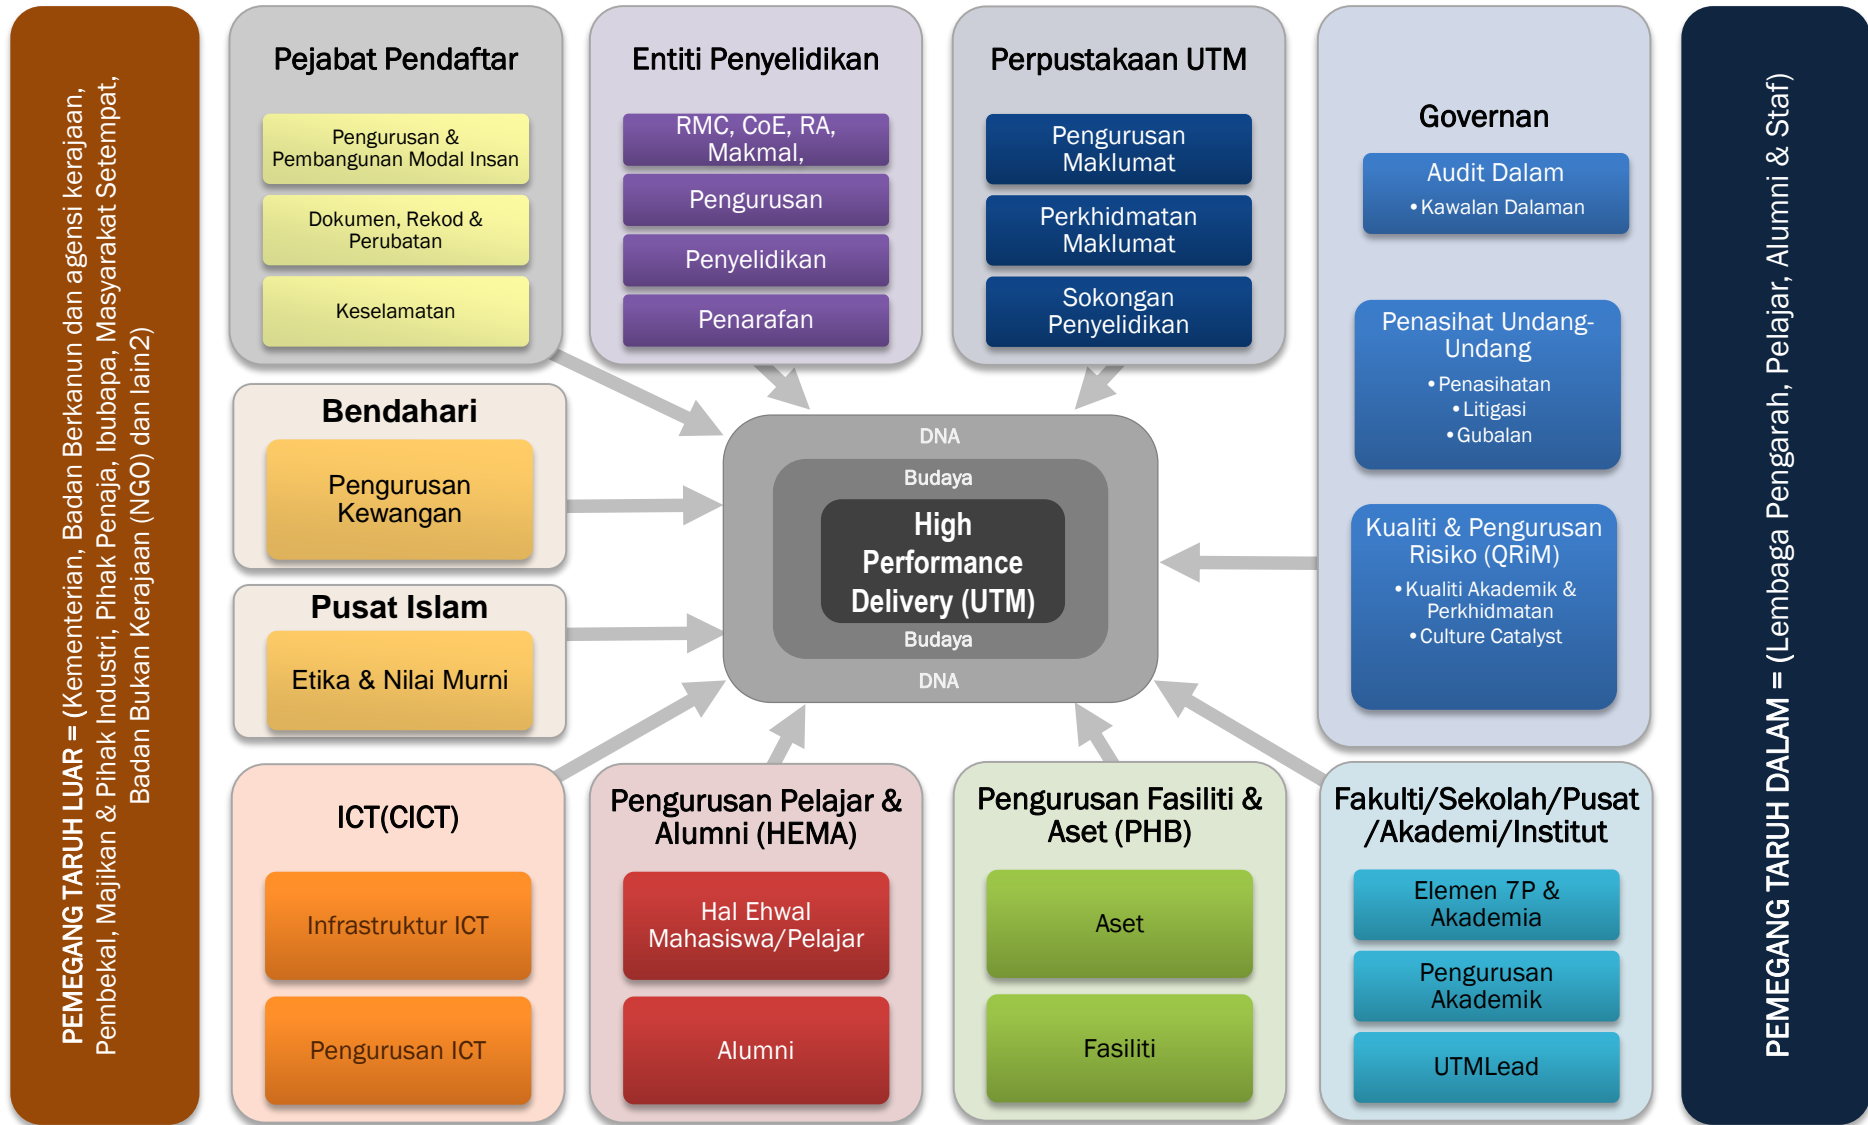 PEMEGANG TARUH LUAR = (Kementerian, Badan Berkanun dan agensi kerajaan,
Pembekal, Majikan & Pihak Industri, Pihak Penaja, Ibubapa, Masyarakat Setempat,
Badan Bukan Kerajaan (NGO) dan lain2)
Pejabat Pendaftar
Pengurusan &
Pembangunan Modal Insan
Dokumen, Rekod &
Perubatan
Keselamatan
Entiti Penyelidikan
RMC, CoE, RA,
Makmal,
Pengurusan
Penyelidikan
Penarafan
Perpustakaan UTM
Pengurusan
Maklumat
Perkhidmatan
Maklumat
Sokongan
Penyelidikan
Governan
Audit Dalam
•Kawalan Dalaman
Penasihat Undang-
Undang
•Penasihatan
•Litigasi
•Gubalan
Kualiti & Pengurusan
Risiko (QRiM)
•Kualiti Akademik &
Perkhidmatan
•Culture Catalyst
Bendahari
Pengurusan
Kewangan
Pusat Islam
Etika & Nilai Murni
DNA
Budaya
High
Performance
Delivery (UTM)
Budaya
DNA
ICT(CICT)
Infrastruktur ICT
Pengurusan ICT
Pengurusan Pelajar &
Alumni (HEMA)
Hal Ehwal
Mahasiswa/Pelajar
Alumni
Pengurusan Fasiliti &
Aset (PHB)
Aset
Fasiliti
Fakulti/Sekolah/Pusat
/Akademi/Institut
Elemen 7P &
Akademia
Pengurusan
Akademik
UTMLead
PEMEGANG TARUH DALAM = (Lembaga Pengarah, Pelajar, Alumni & Staf)